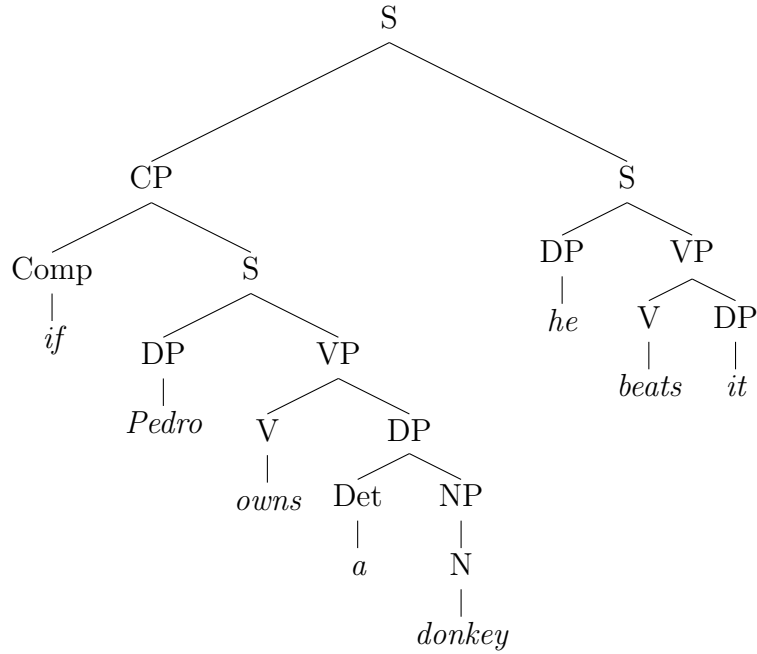 S
CP S
Comp S DP VP
if DP VP he V DP
Pedro V DP beats it
owns Det NP
a N
donkey